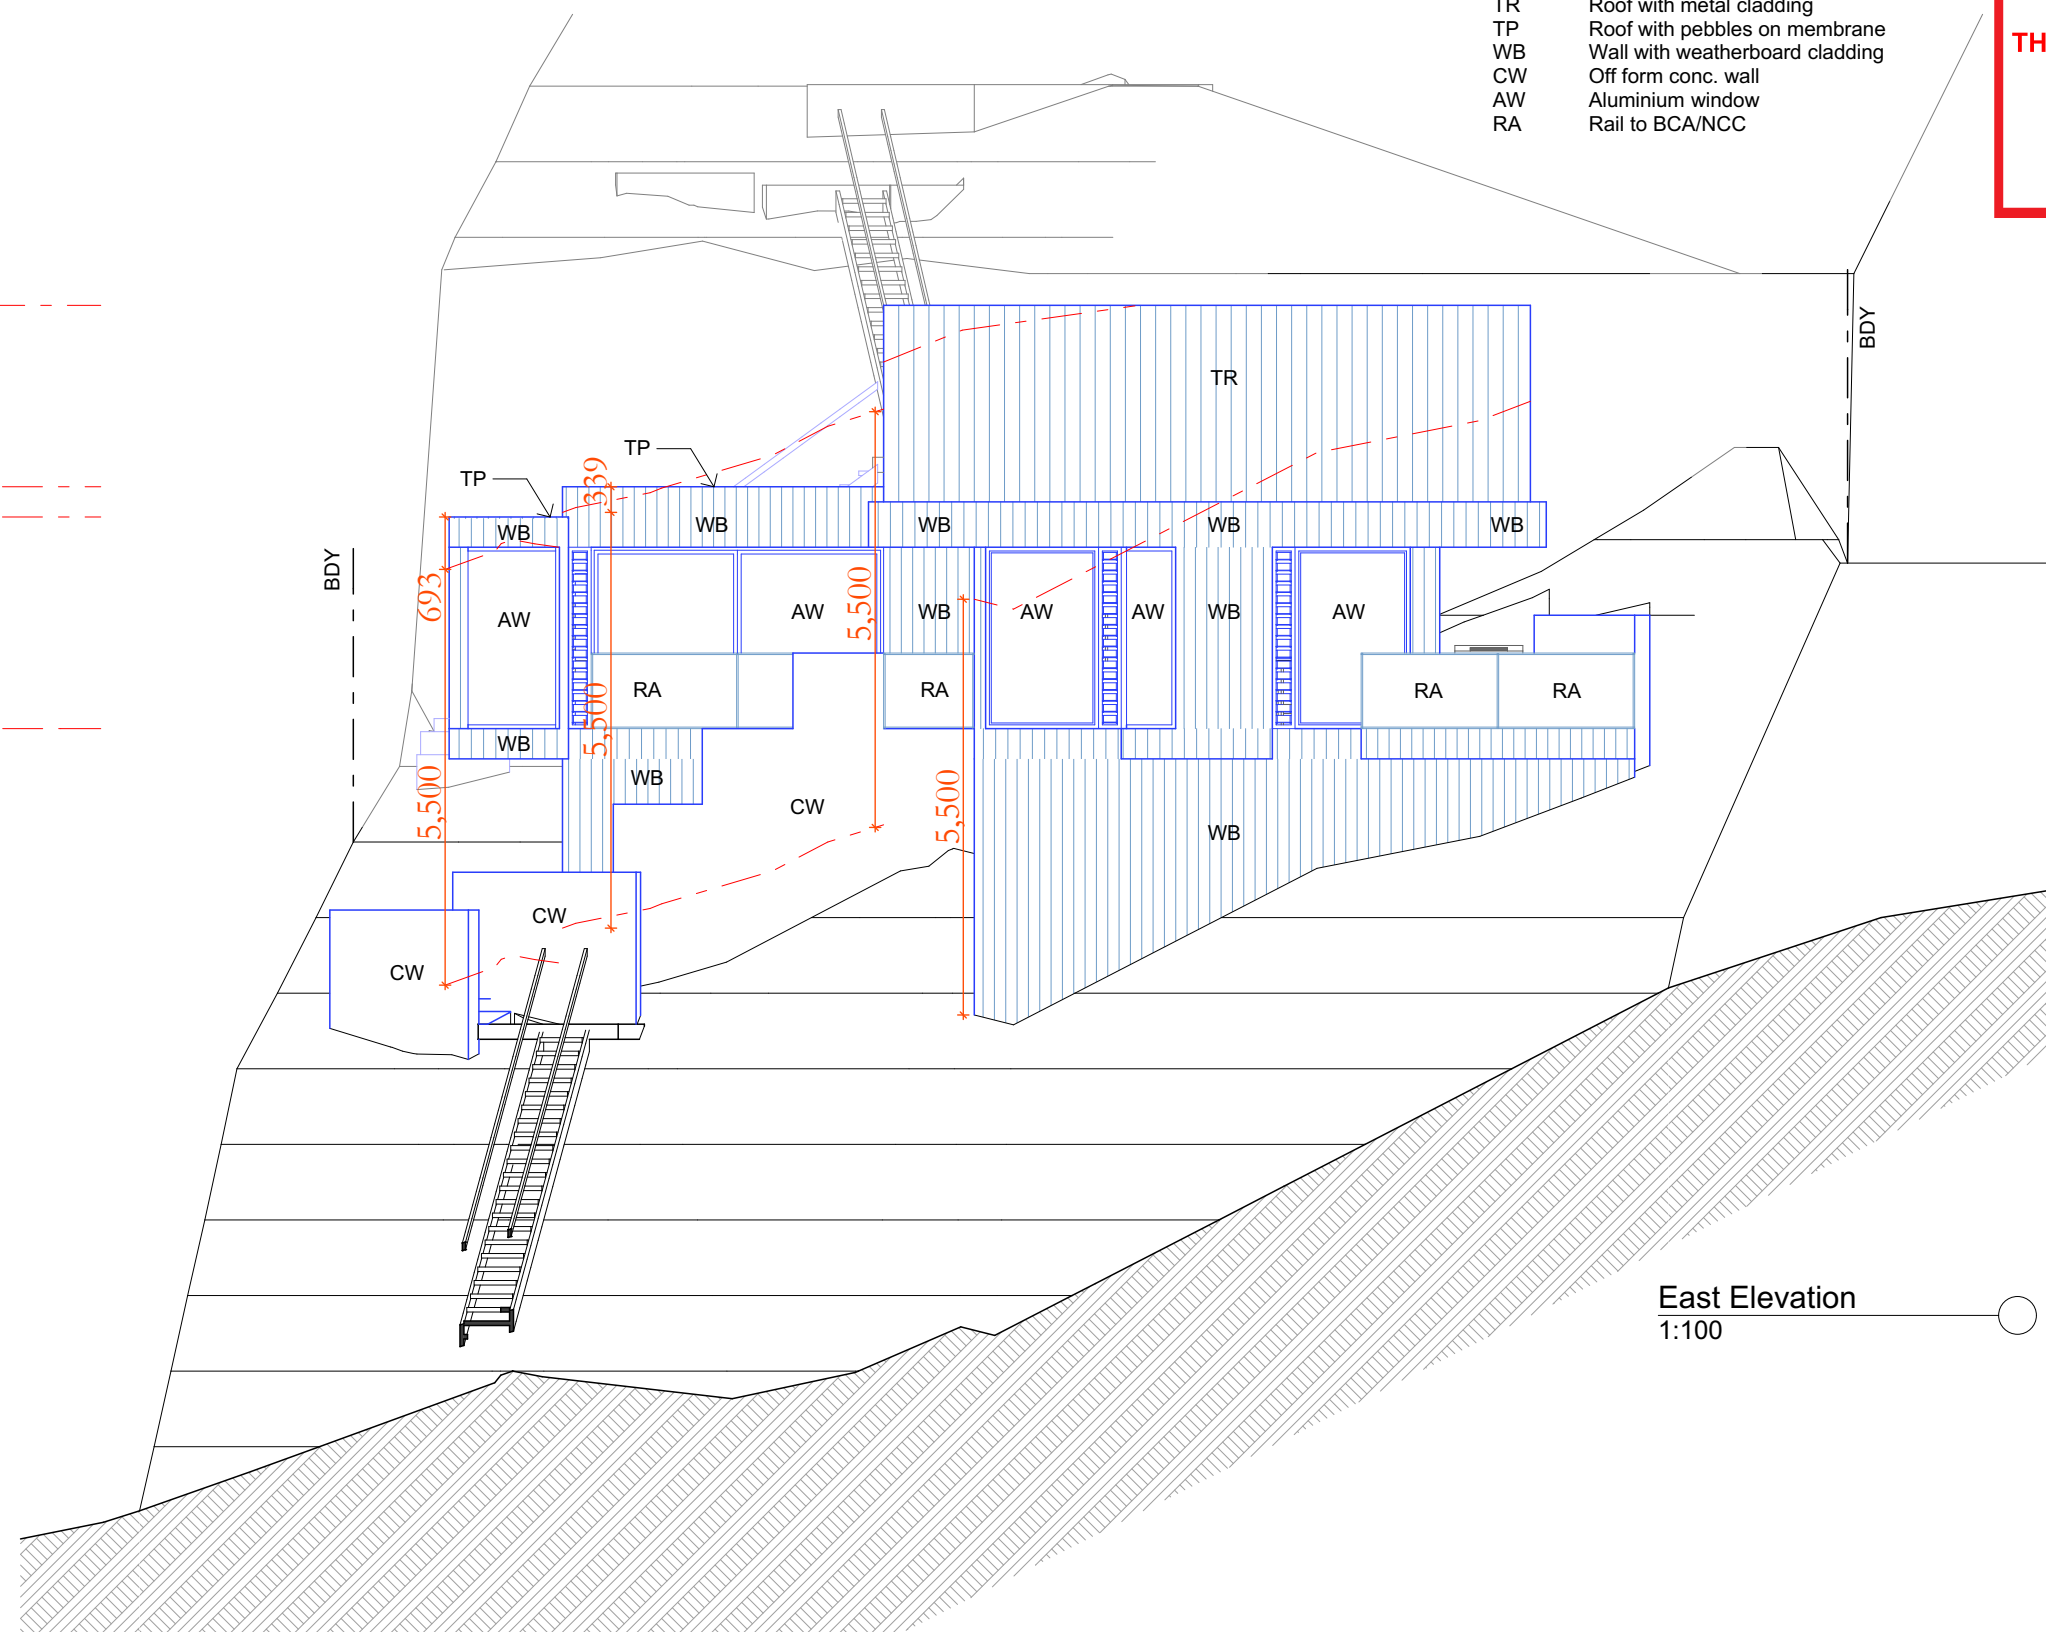 TR Roof with metal cladding
TP Roof with pebbles on membrane
WB Wall with weatherboard cladding
CW Off form conc. wall
AW Aluminium window
RA Rail to BCA/NCC
TH
BDY
TR
TP
TP
339
WB
WB
WB
WB
WB
BDY
693
AW
AW
5,500
WB
AW
AW
WB
AW
RA
RA
RA
RA
5,500
WB
WB
5,500
CW
5,500
WB
CW
CW
East Elevation
1:100